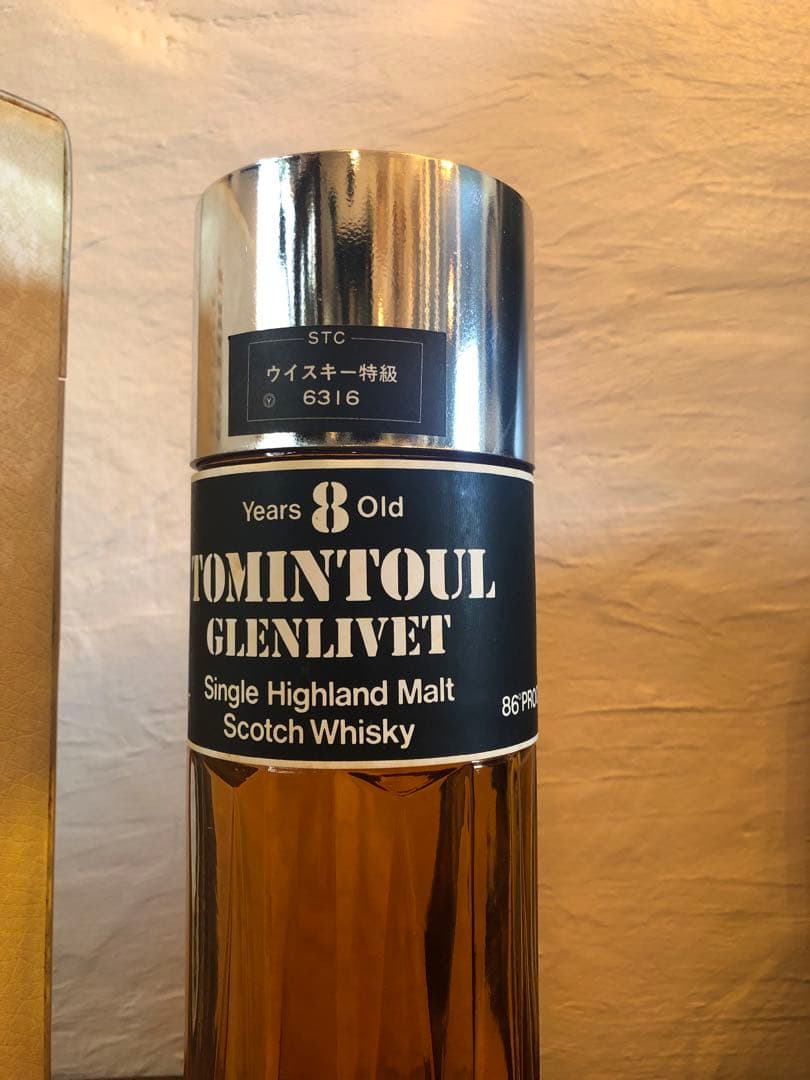 STC
ウイスキー特級
Ⓨ 6316
Years 8 Old
TOMINTOUL
GLENLIVET
Single Highland Malt
Scotch Whisky
86°